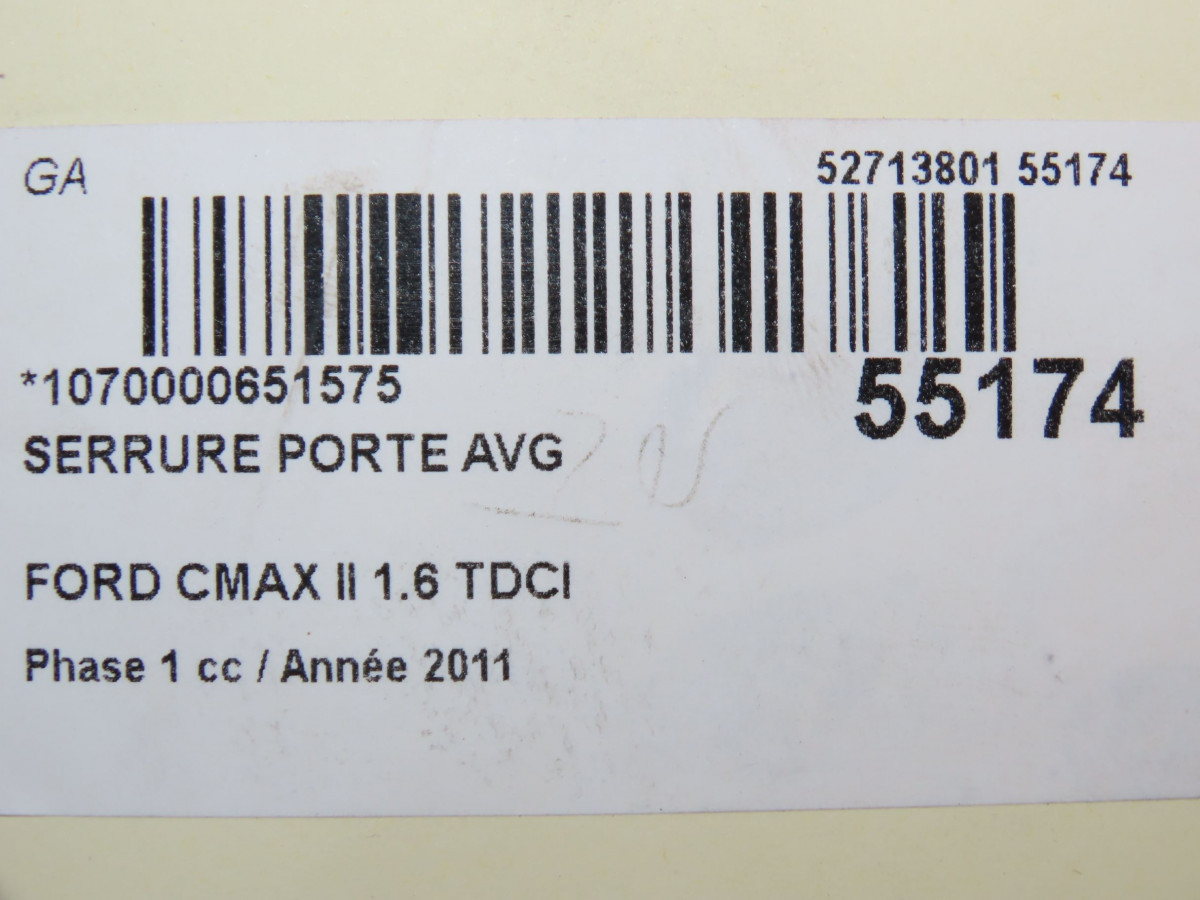 GA
52713801 55174
*1070000651575
55174
SERRURE PORTE AVG
FORD CMAX II 1.6 TDCI
Phase 1 cc / Année 2011